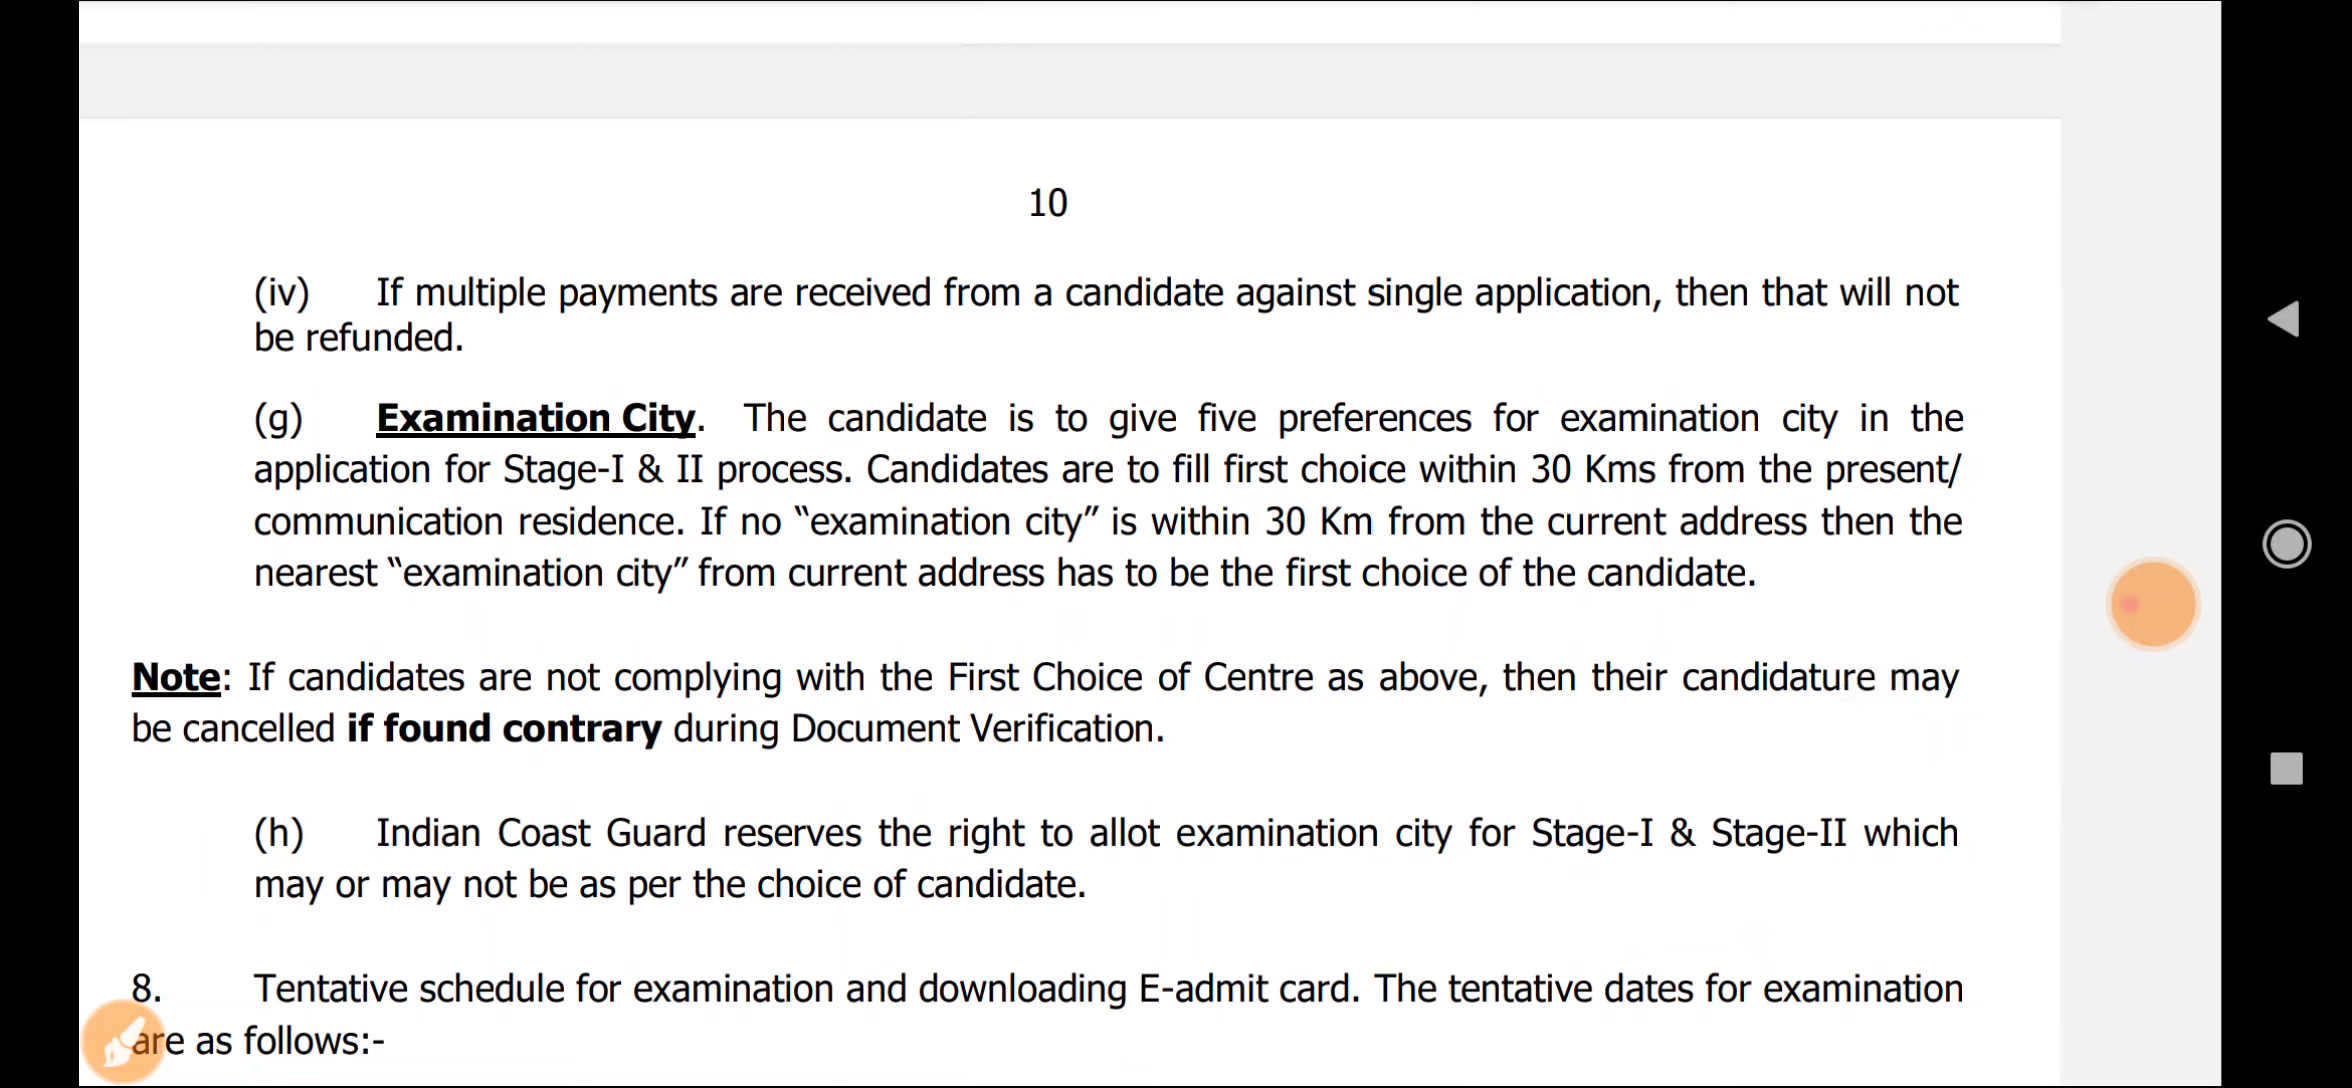 10
(iv) If multiple payments are received from a candidate against single application, then that will not
be refunded.
(g) Examination City. The candidate is to give five preferences for examination city in the
application for Stage-I & II process. Candidates are to fill first choice within 30 Kms from the present/
communication residence. If no “examination city” is within 30 Km from the current address then the
nearest “examination city” from current address has to be the first choice of the candidate.
Note: If candidates are not complying with the First Choice of Centre as above, then their candidature may
be cancelled if found contrary during Document Verification.
(h) Indian Coast Guard reserves the right to allot examination city for Stage-I & Stage-II which
may or may not be as per the choice of candidate.
8. Tentative schedule for examination and downloading E-admit card. The tentative dates for examination
are as follows:-